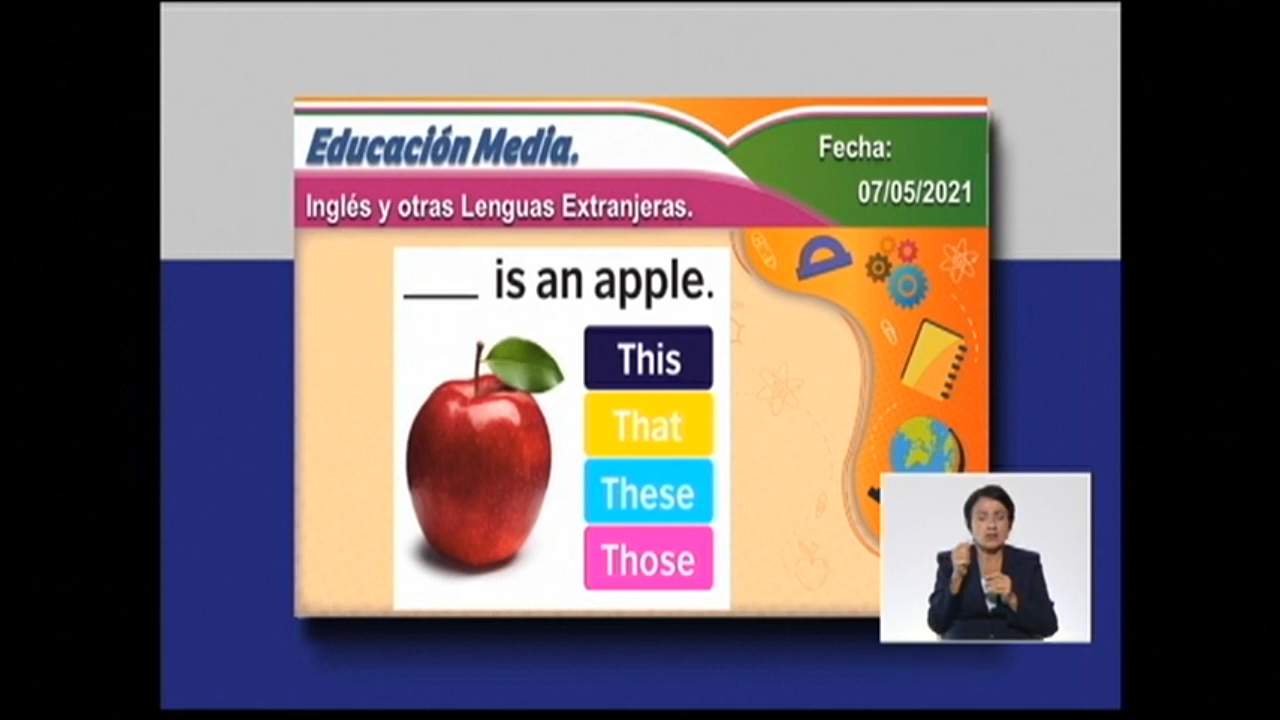 Educación Media.
Fecha:
07/05/2021
Inglés y otras Lenguas Extranjeras.
____ is an apple.
This
That
These
Those